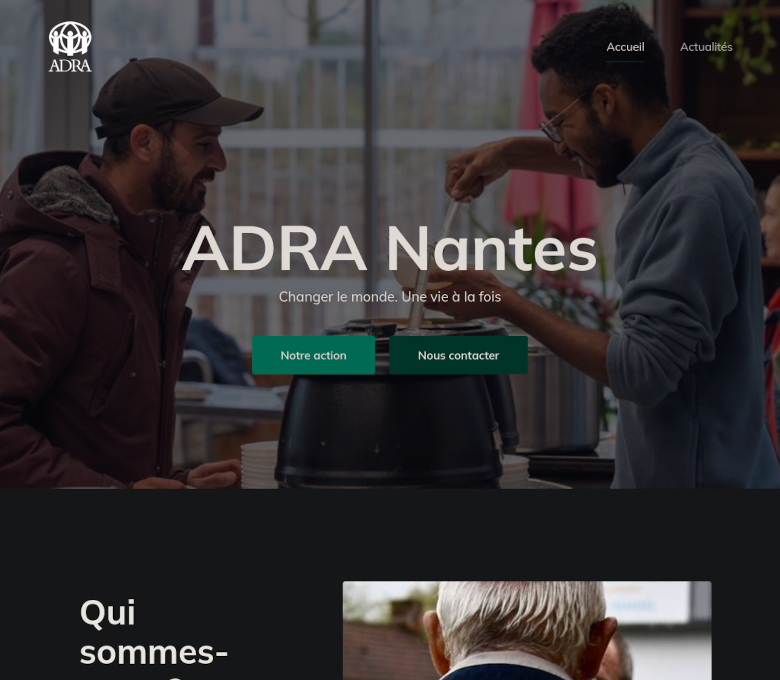 ADRA
Accueil
Actualités
ADRA Nantes
Changer le monde. Une vie à la fois
Notre action
Nous contacter
Qui
sommes-